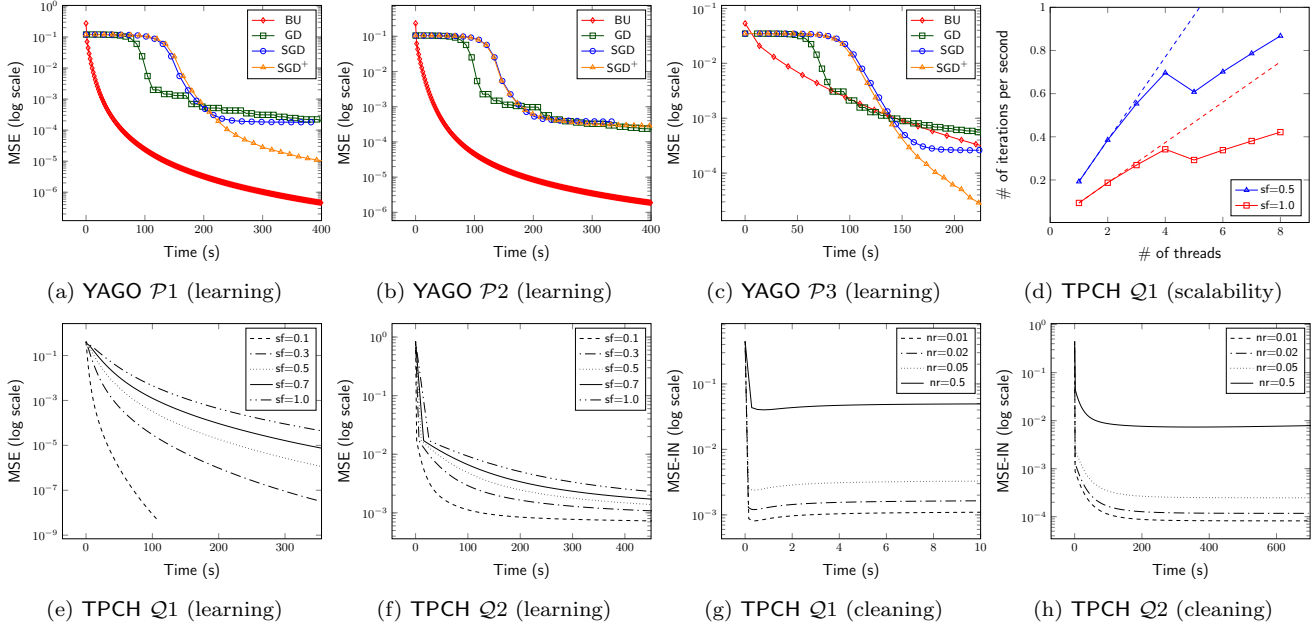 10^0
10^-1
10^-2
10^-3
10^-4
10^-5
10^-6
MSE (log scale)
0 100 200 300 400
Time (s)
BU
GD
SGD
SGD+
(a) YAGO P1 (learning)
10^0
10^-1
10^-2
10^-3
10^-4
10^-5
10^-6
MSE (log scale)
0 100 200 300 400
Time (s)
BU
GD
SGD
SGD+
(b) YAGO P2 (learning)
10^-1
10^-2
10^-3
10^-4
MSE (log scale)
0 50 100 150 200
Time (s)
BU
GD
SGD
SGD+
(c) YAGO P3 (learning)
1
0.8
0.6
0.4
0.2
# of iterations per second
0 2 4 6 8
# of threads
sf=0.5
sf=1.0
(d) TPCH Q1 (scalability)
10^-1
10^-3
10^-5
10^-7
10^-9
MSE (log scale)
0 100 200 300
Time (s)
sf=0.1
sf=0.3
sf=0.5
sf=0.7
sf=1.0
(e) TPCH Q1 (learning)
10^0
10^-1
10^-2
10^-3
MSE (log scale)
0 100 200 300 400
Time (s)
sf=0.1
sf=0.3
sf=0.5
sf=0.7
sf=1.0
(f) TPCH Q2 (learning)
10^-1
10^-2
10^-3
MSE-IN (log scale)
0 2 4 6 8 10
Time (s)
nr=0.01
nr=0.02
nr=0.05
nr=0.5
(g) TPCH Q1 (cleaning)
10^0
10^-1
10^-2
10^-3
10^-4
MSE-IN (log scale)
0 200 400 600
Time (s)
nr=0.01
nr=0.02
nr=0.05
nr=0.5
(h) TPCH Q2 (cleaning)